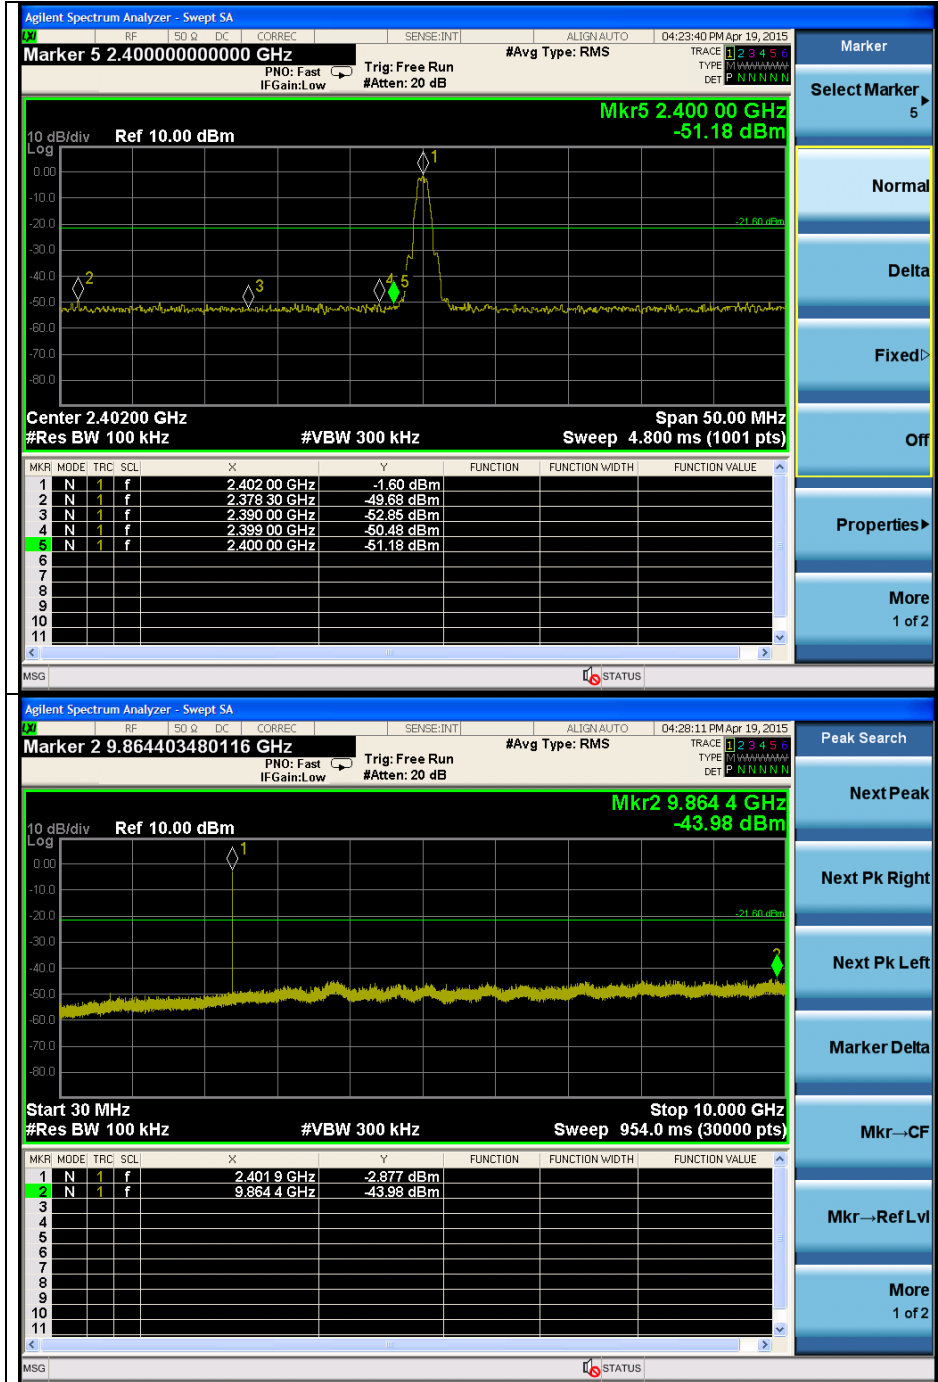 Agilent Spectrum Analyzer - Swept SA
LXI RF 50 Ω DC CORREC SENSE:INT ALIGN AUTO 04:23:40 PM Apr 19, 2015
Marker 5 2.400000000000 GHz
PNO: Fast
IFGain:Low
Trig: Free Run
#Atten: 20 dB
#Avg Type: RMS
TRACE 1 2 3 4 5 6
TYPE M WWWWW
DET P N N N N N
Mkr5 2.400 00 GHz
-51.18 dBm
10 dB/div Ref 10.00 dBm
Log
0.00
-10.0
-20.0
-30.0
-40.0
-50.0
-60.0
-70.0
-80.0
-21.60 dBm
1
2
3
4
5
Center 2.40200 GHz Span 50.00 MHz
#Res BW 100 kHz #VBW 300 kHz Sweep 4.800 ms (1001 pts)
MKR MODE TRC SCL X Y FUNCTION FUNCTION WIDTH FUNCTION VALUE
1 N 1 f 2.402 00 GHz -1.60 dBm
2 N 1 f 2.378 30 GHz -49.68 dBm
3 N 1 f 2.390 00 GHz -52.85 dBm
4 N 1 f 2.399 00 GHz -50.48 dBm
5 N 1 f 2.400 00 GHz -51.18 dBm
6
7
8
9
10
11
MSG STATUS
Marker
Select Marker
5
Normal
Delta
Fixed
Off
Properties
More
1 of 2
Agilent Spectrum Analyzer - Swept SA
LXI RF 50 Ω DC CORREC SENSE:INT ALIGN AUTO 04:28:11 PM Apr 19, 2015
Marker 2 9.864403480116 GHz
PNO: Fast
IFGain:Low
Trig: Free Run
#Atten: 20 dB
#Avg Type: RMS
TRACE 1 2 3 4 5 6
TYPE M WWWWW
DET P N N N N N
Mkr2 9.864 4 GHz
-43.98 dBm
10 dB/div Ref 10.00 dBm
Log
0.00
-10.0
-20.0
-30.0
-40.0
-50.0
-60.0
-70.0
-80.0
-21.60 dBm
1
2
Start 30 MHz Stop 10.000 GHz
#Res BW 100 kHz #VBW 300 kHz Sweep 954.0 ms (30000 pts)
MKR MODE TRC SCL X Y FUNCTION FUNCTION WIDTH FUNCTION VALUE
1 N 1 f 2.401 9 GHz -2.877 dBm
2 N 1 f 9.864 4 GHz -43.98 dBm
3
4
5
6
7
8
9
10
11
MSG STATUS
Peak Search
Next Peak
Next Pk Right
Next Pk Left
Marker Delta
Mkr→CF
Mkr→Ref Lvl
More
1 of 2